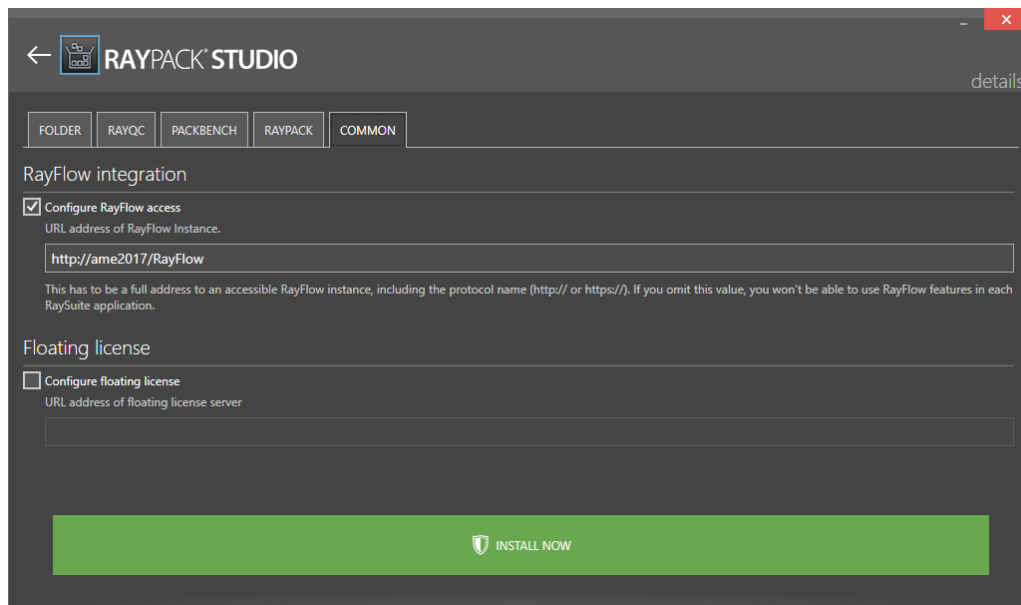 RAYPACK® STUDIO
details
FOLDER RAYQC PACKBENCH RAYPACK COMMON
RayFlow integration
Configure RayFlow access
URL address of RayFlow Instance.
http://ame2017/RayFlow
This has to be a full address to an accessible RayFlow instance, including the protocol name (http:// or https://). If you omit this value, you won't be able to use RayFlow features in each
RaySuite application.
Floating license
Configure floating license
URL address of floating license server
INSTALL NOW